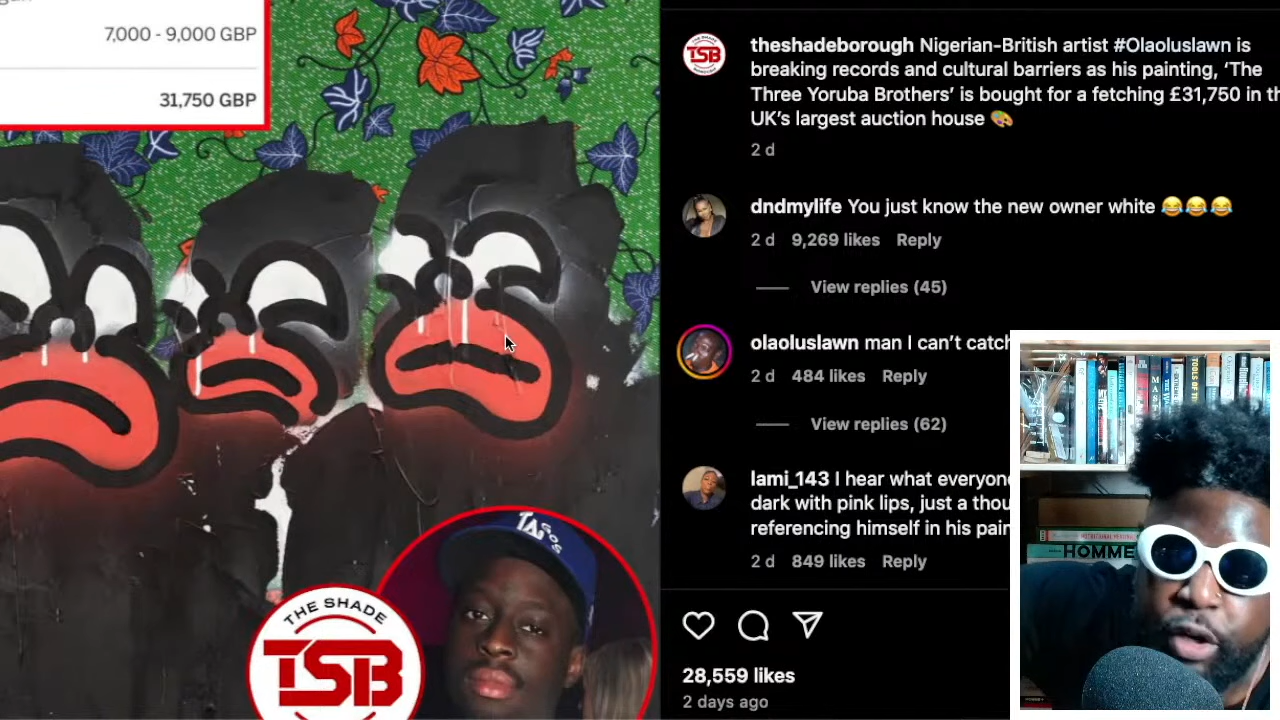 7,000 - 9,000 GBP
31,750 GBP
THE SHADE
TSB
LA
theshadeborough Nigerian-British artist #Olaoluslawn is
breaking records and cultural barriers as his painting, ‘The
Three Yoruba Brothers’ is bought for a fetching £31,750 in th
UK’s largest auction house 🎨
2 d
dndmylife You just know the new owner white 😂😂😂
2 d 9,269 likes Reply
View replies (45)
olaoluslawn man I can’t catch
2 d 484 likes Reply
View replies (62)
lami_143 I hear what everyon
dark with pink lips, just a thou
referencing himself in his pain
2 d 849 likes Reply
28,559 likes
2 days ago
HOMME